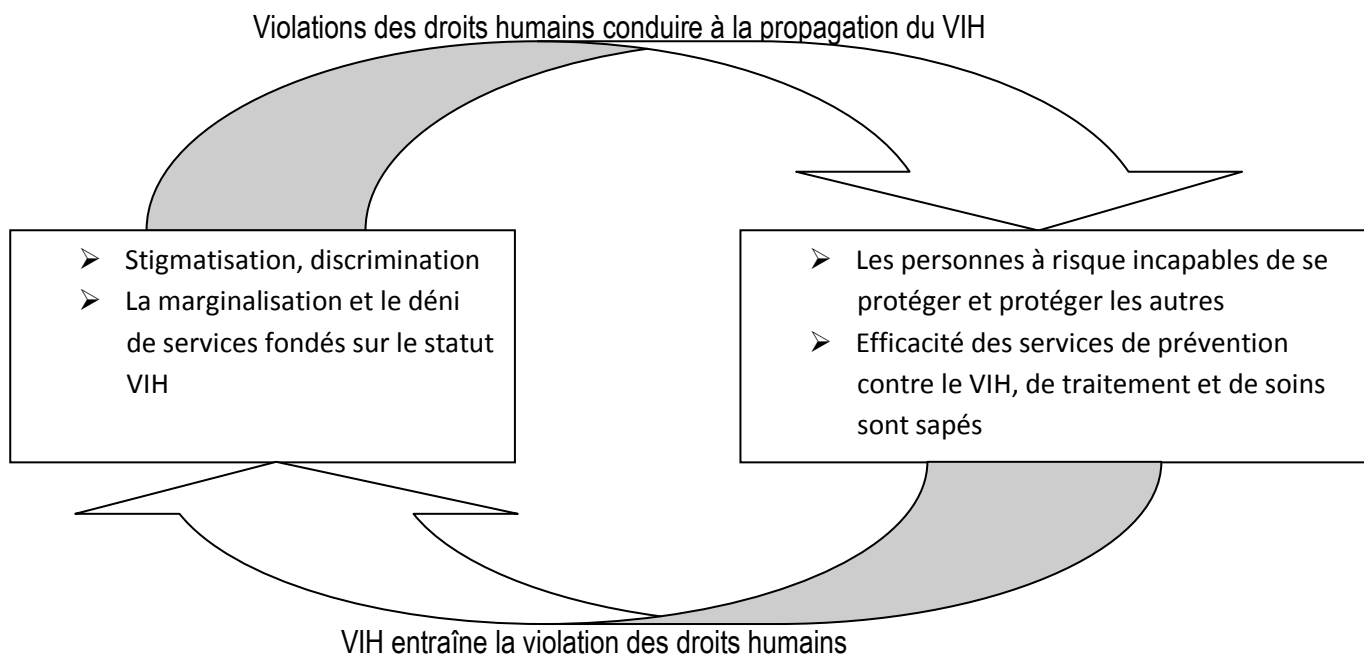 Violations des droits humains conduire à la propagation du VIH
➢ Stigmatisation, discrimination
➢ La marginalisation et le déni
de services fondés sur le statut
VIH
➢ Les personnes à risque incapables de se
protéger et protéger les autres
➢ Efficacité des services de prévention
contre le VIH, de traitement et de soins
sont sapés
VIH entraîne la violation des droits humains